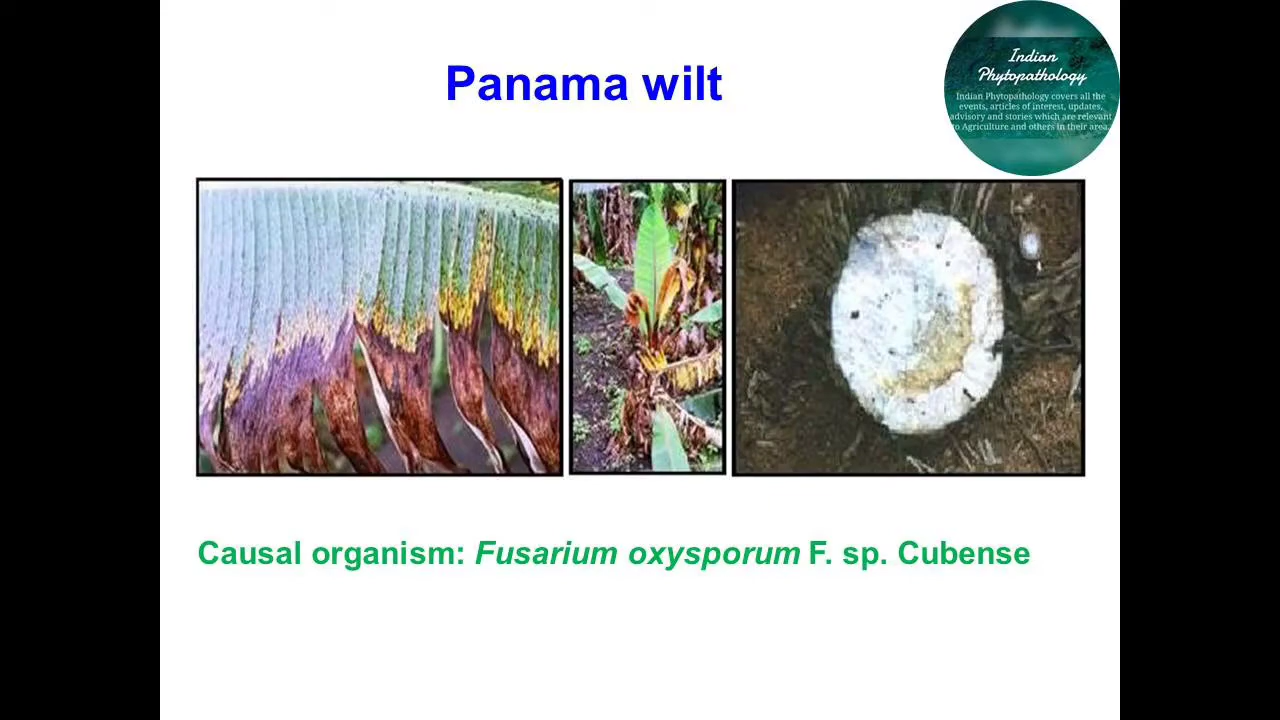 Panama wilt
Indian
Phytopathology
Indian Phytopathology covers all the
events, articles of interest, updates,
advisory and stories which are relevant
to Agriculture and others in their area.
Causal organism: Fusarium oxysporum F. sp. Cubense